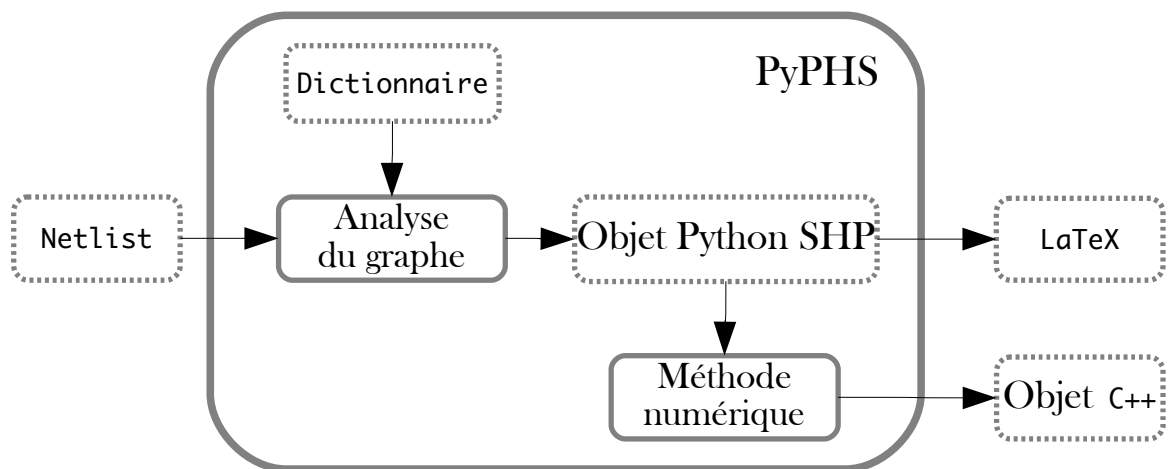 PyPHS
Dictionnaire
Netlist
Analyse
du graphe
Objet Python SHP
LaTeX
Méthode
numérique
Objet C++